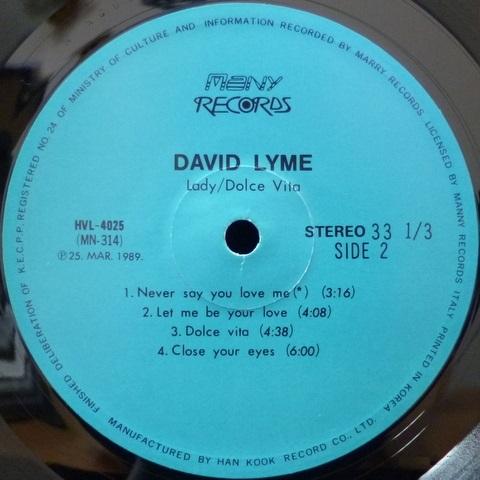 MANY
RECORDS
DAVID LYME
Lady/Dolce Vita
HVL-4025
(MN-314)
℗25. MAR. 1989.
STEREO 33 1/3
SIDE 2
1. Never say you love me(*) (3:16)
2. Let me be your love (4:08)
3. Dolce vita (4:38)
4. Close your eyes (6:00)
FINISHED DELIBERATION OF K.E.C.P.P. REGISTERED NO. 24 OF MINISTRY OF CULTURE AND INFORMATION RECORDED BY MARRY RECORDS LICENSED BY MANNY RECORDS ITALY PRINTED IN KOREA
MANUFACTURED BY HAN KOOK RECORD CO., LTD.